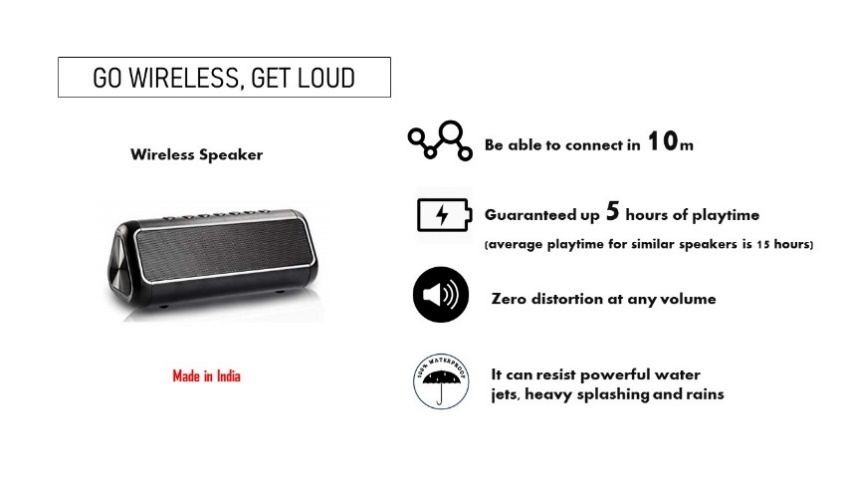 GO WIRELESS, GET LOUD
Wireless Speaker
Made in India
Be able to connect in 10m
Guaranteed up 5 hours of playtime
(average playtime for similar speakers is 15 hours)
Zero distortion at any volume
100% WATERPROOF
It can resist powerful water
jets, heavy splashing and rains